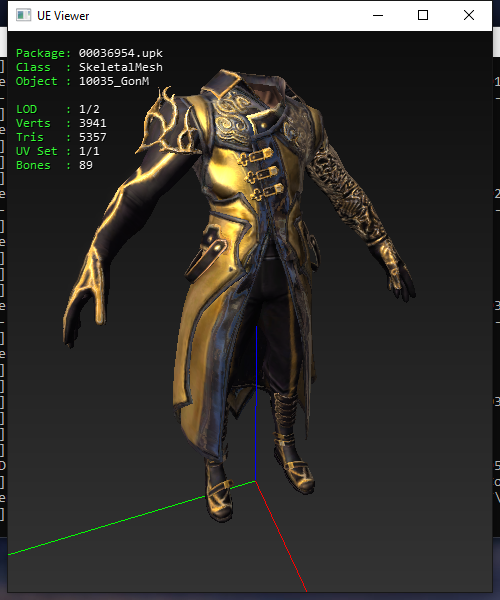 UE Viewer
Package: 00036954.upk
Class : SkeletalMesh
Object : 10035_GonM
LOD : 1/2
Verts : 3941
Tris : 5357
UV Set : 1/1
Bones : 89